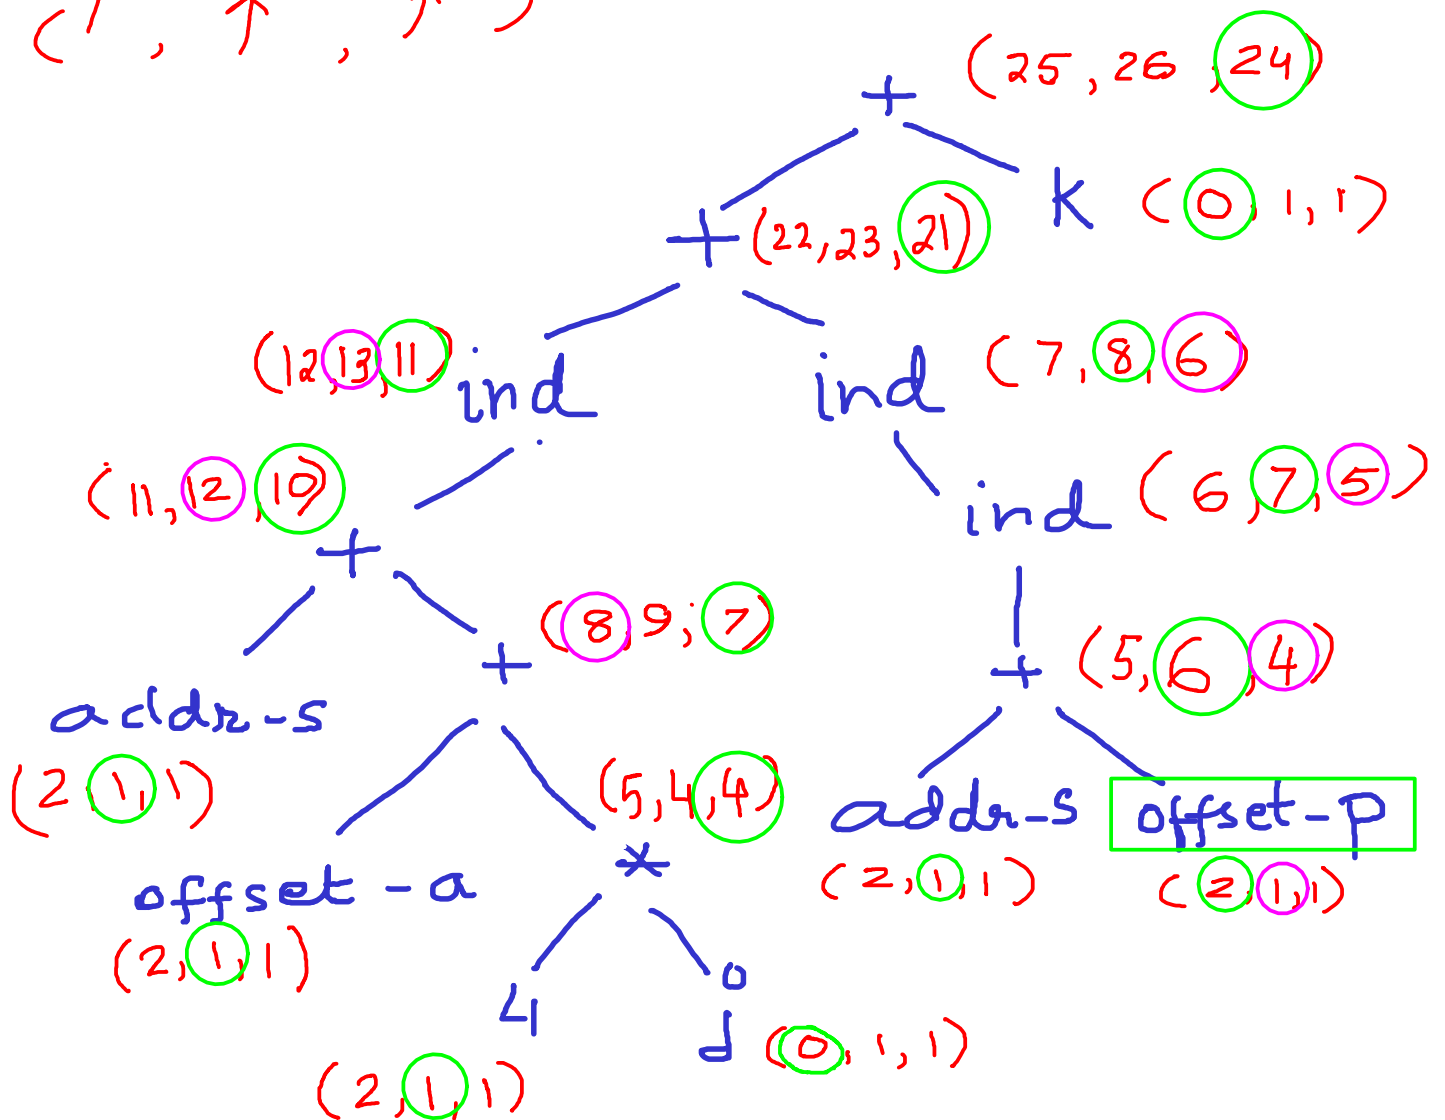 ( , ↑ , )
(25, 26, 24)
+
K (0, 1, 1)
+ (22, 23, 21)
(12, 13, 11) ind
ind (7, 8, 6)
(11, 12, 10)
ind (6, 7, 5)
+
(8, 9, 7)
+
+ (5, 6, 4)
addr-s
(2, 1, 1)
(5, 4, 4)
*
addr-s offset-p
(2, 1, 1) (2, 1, 1)
offset-a
(2, 1, 1)
4
d (0, 1, 1)
(2, 1, 1)